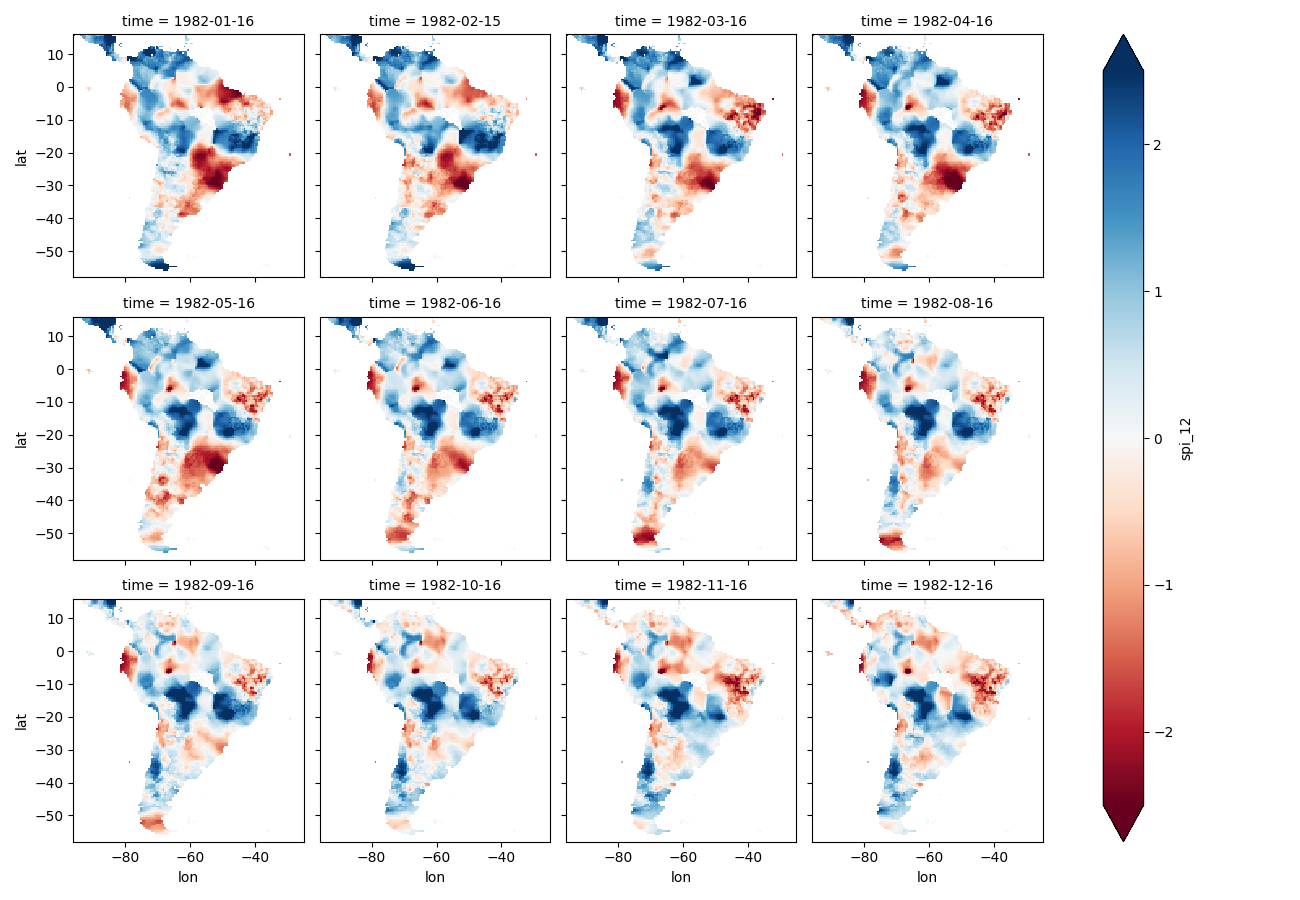 time = 1982-01-16
time = 1982-02-15
time = 1982-03-16
time = 1982-04-16
10
0
−10
−20
−30
−40
−50
lat
time = 1982-05-16
time = 1982-06-16
time = 1982-07-16
time = 1982-08-16
10
0
−10
−20
−30
−40
−50
lat
time = 1982-09-16
time = 1982-10-16
time = 1982-11-16
time = 1982-12-16
10
0
−10
−20
−30
−40
−50
lat
−80
−60
−40
lon
−80
−60
−40
lon
−80
−60
−40
lon
−80
−60
−40
lon
2
1
0
−1
−2
spi_12